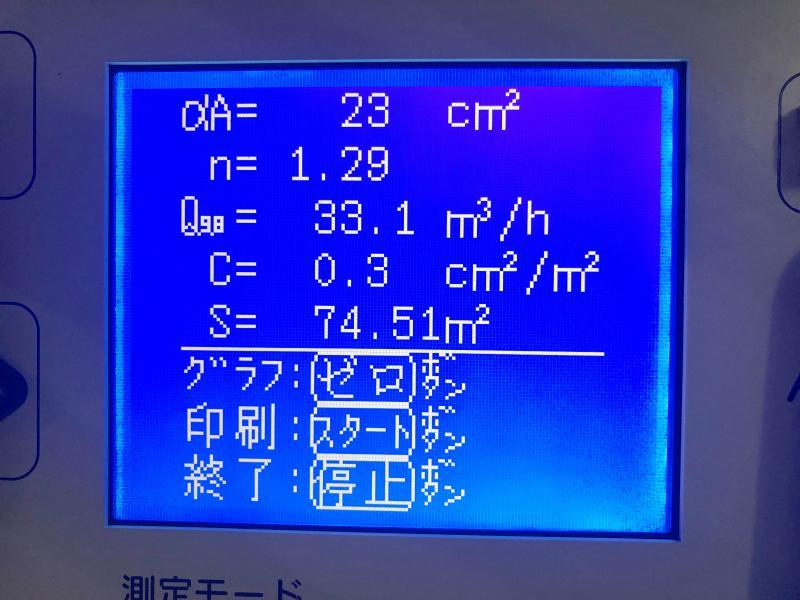 αA= 23 cm²
n= 1.29
Q₉.₈= 33.1 m³/h
C= 0.3 cm²/m²
S= 74.51m²
グラフ:(ゼロ)ボタン
印刷:(スタート)ボタン
終了:(停止)ボタン
測定モード